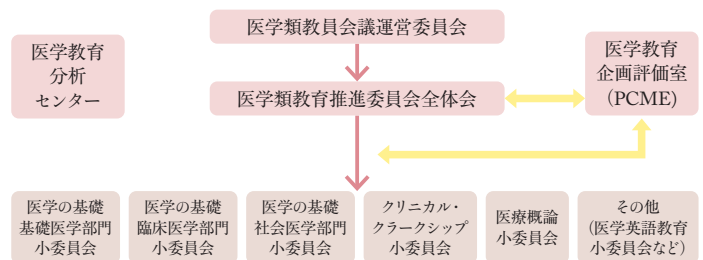 医学類教員会議運営委員会
医学教育
分析
センター
医学教育
企画評価室
(PCME)
医学類教育推進委員会全体会
医学の基礎
基礎医学部門
小委員会
医学の基礎
臨床医学部門
小委員会
医学の基礎
社会医学部門
小委員会
クリニカル・
クラークシップ
小委員会
医療概論
小委員会
その他
(医学英語教育
小委員会など)